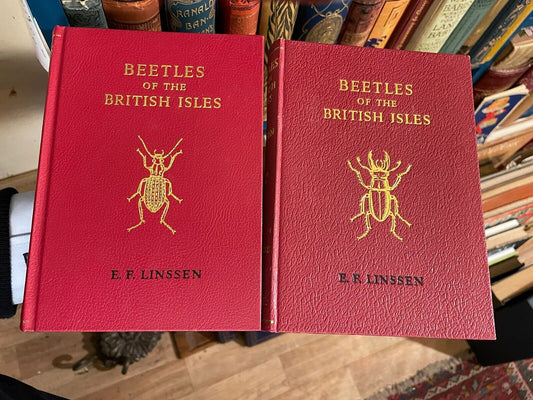 BEETLES
OF THE
BRITISH ISLES
E. F. LINSSEN
BEETLES
OF THE
BRITISH ISLES
E. F. LINSSEN